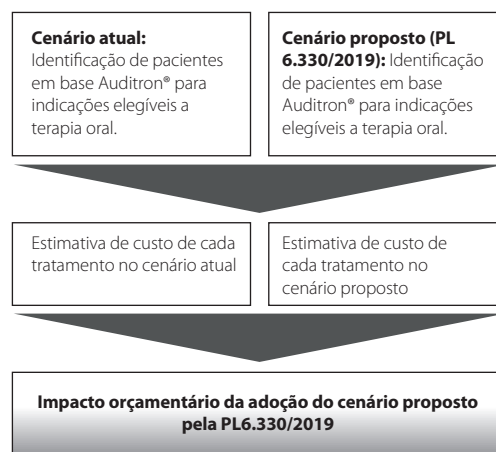 Cenário atual:
Identificação de pacientes
em base Auditron® para
indicações elegíveis a
terapia oral.
Cenário proposto (PL
6.330/2019): Identificação
de pacientes em base
Auditron® para indicações
elegíveis a terapia oral.
Estimativa de custo de cada
tratamento no cenário atual
Estimativa de custo de
cada tratamento no
cenário proposto
Impacto orçamentário da adoção do cenário proposto
pela PL6.330/2019